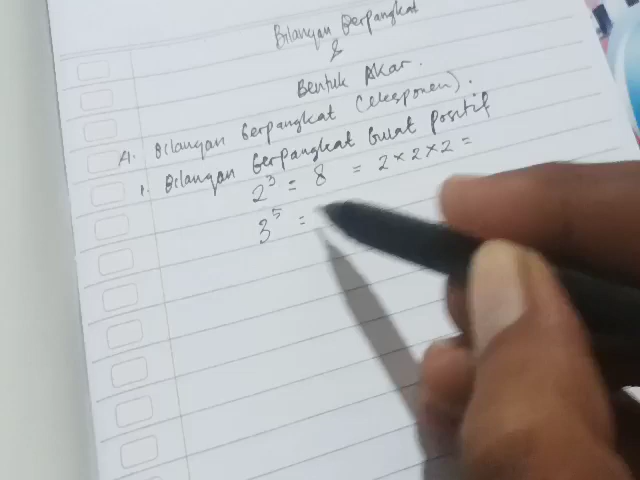 Bilangan Berpangkat
&
Bentuk Akar.
A. Bilangan berpangkat (eksponen).
1. Bilangan berpangkat bulat positif
2³ = 8 = 2 × 2 × 2 =
3⁵ =